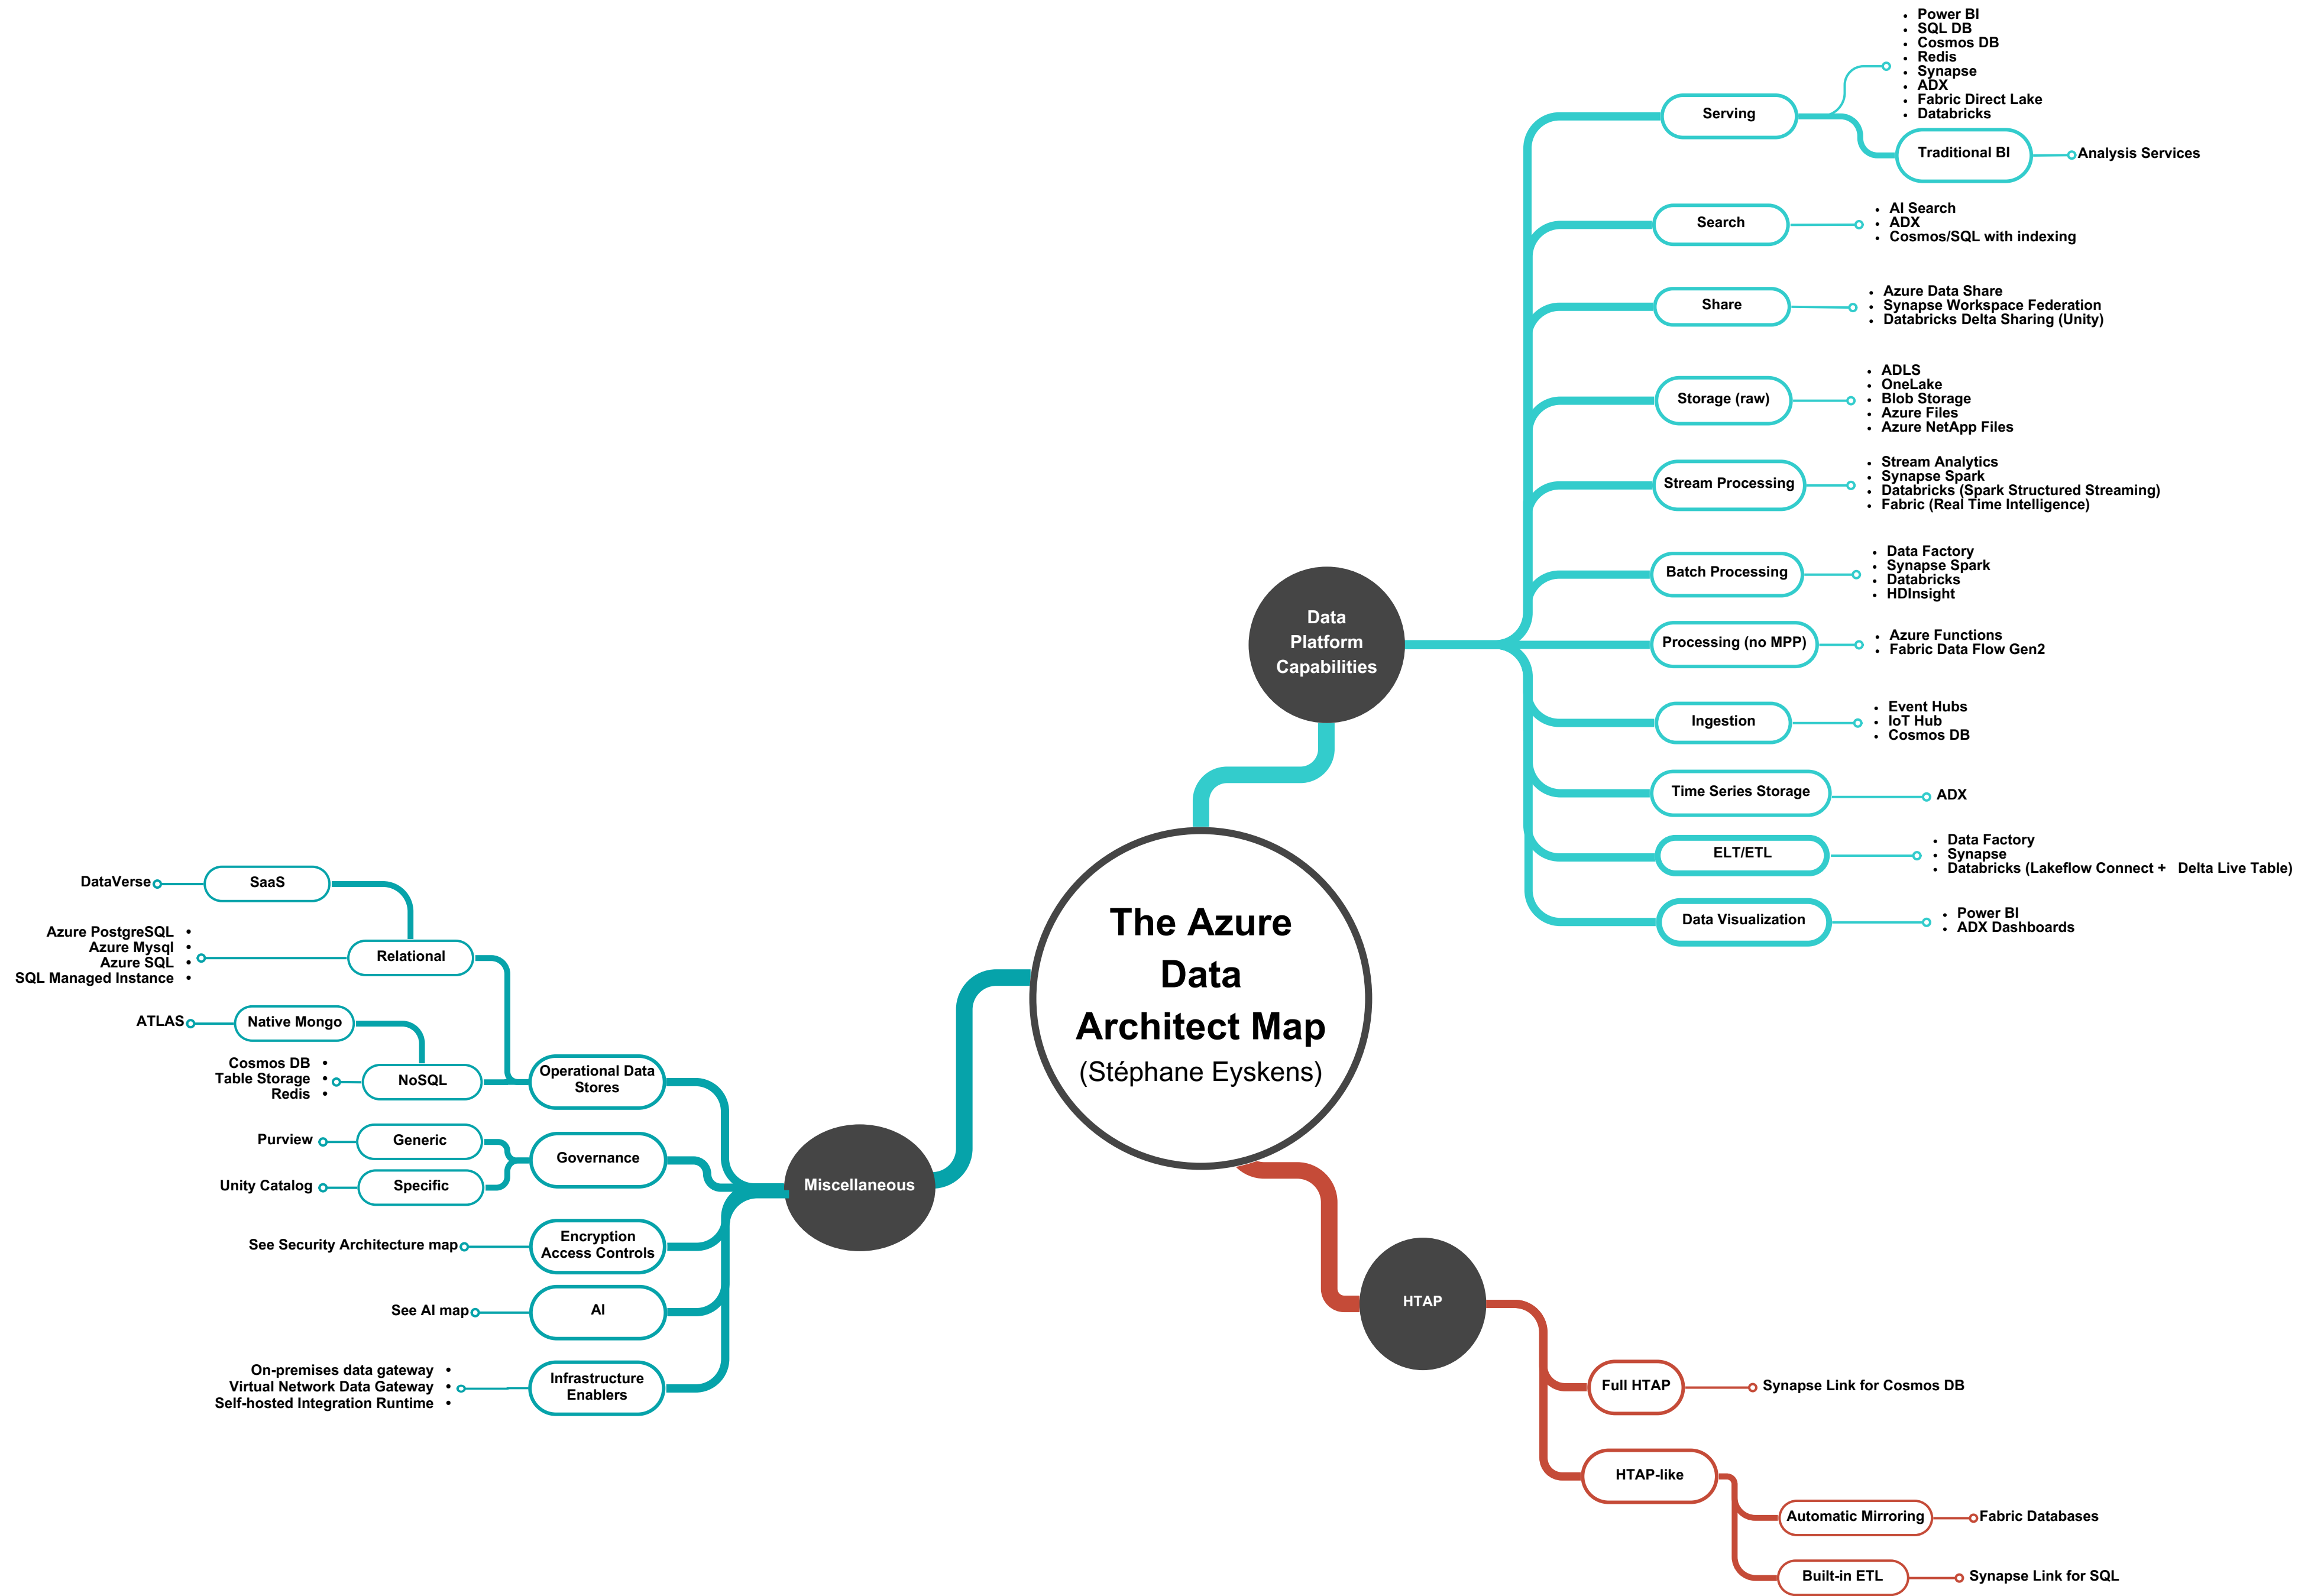 The Azure
Data
Architect Map
(Stéphane Eyskens)
Data
Platform
Capabilities
Serving
Power BI
SQL DB
Cosmos DB
Redis
Synapse
ADX
Fabric Direct Lake
Databricks
Traditional BI
Analysis Services
Search
AI Search
ADX
Cosmos/SQL with indexing
Share
Azure Data Share
Synapse Workspace Federation
Databricks Delta Sharing (Unity)
Storage (raw)
ADLS
OneLake
Blob Storage
Azure Files
Azure NetApp Files
Stream Processing
Stream Analytics
Synapse Spark
Databricks (Spark Structured Streaming)
Fabric (Real Time Intelligence)
Batch Processing
Data Factory
Synapse Spark
Databricks
HDInsight
Processing (no MPP)
Azure Functions
Fabric Data Flow Gen2
Ingestion
Event Hubs
IoT Hub
Cosmos DB
Time Series Storage
ADX
ELT/ETL
Data Factory
Synapse
Databricks (Lakeflow Connect + Delta Live Table)
Data Visualization
Power BI
ADX Dashboards
Miscellaneous
Operational Data
Stores
Relational
SaaS
DataVerse
Azure PostgreSQL
Azure Mysql
Azure SQL
SQL Managed Instance
NoSQL
Native Mongo
ATLAS
Cosmos DB
Table Storage
Redis
Governance
Generic
Purview
Specific
Unity Catalog
Encryption
Access Controls
See Security Architecture map
AI
See AI map
Infrastructure
Enablers
On-premises data gateway
Virtual Network Data Gateway
Self-hosted Integration Runtime
HTAP
Full HTAP
Synapse Link for Cosmos DB
HTAP-like
Automatic Mirroring
Fabric Databases
Built-in ETL
Synapse Link for SQL